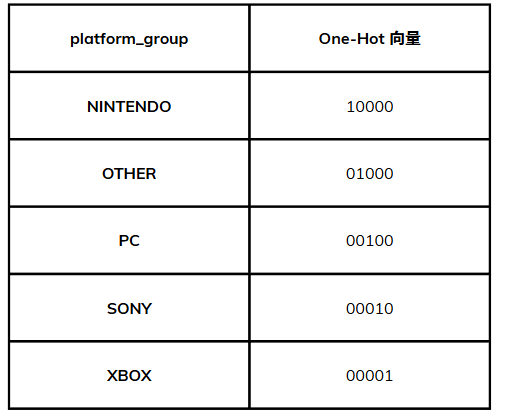 platform_group One-Hot 向量
NINTENDO 10000
OTHER 01000
PC 00100
SONY 00010
XBOX 00001